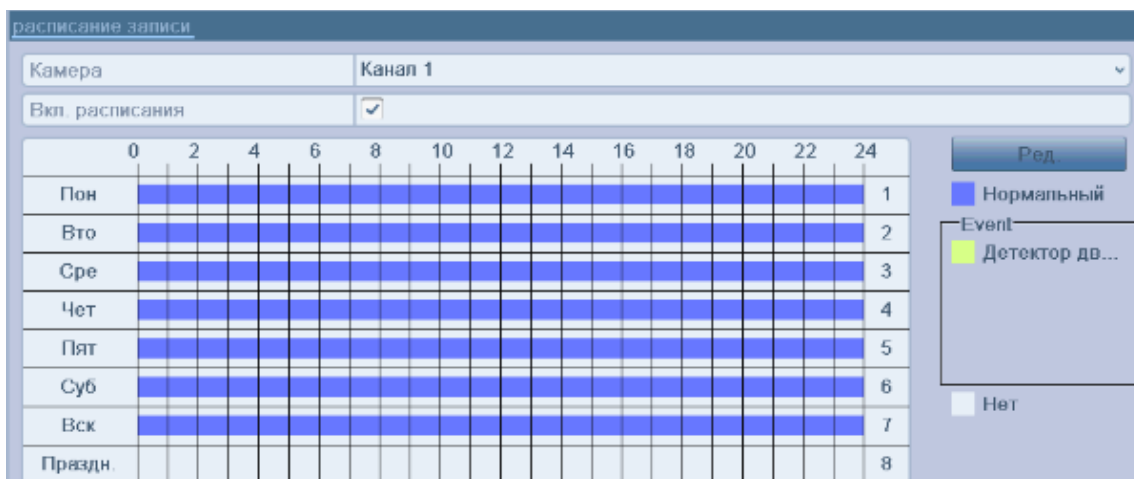 расписание записи
Камера Канал 1
Вкл. расписания
0 2 4 6 8 10 12 14 16 18 20 22 24
Ред.
Пон 1
Нормальный
Вто 2
Event
Детектор дв...
Сре 3
Чет 4
Пят 5
Суб 6
Нет
Вск 7
Праздн. 8